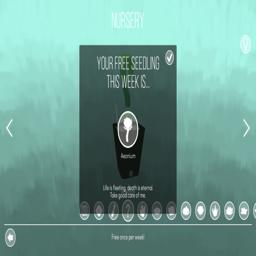 NURSERY
YOUR FREE SEEDLING
THIS WEEK IS...
Aeonium
Life is fleeting, death is eternal.
Take good care of me.
Free once per week!